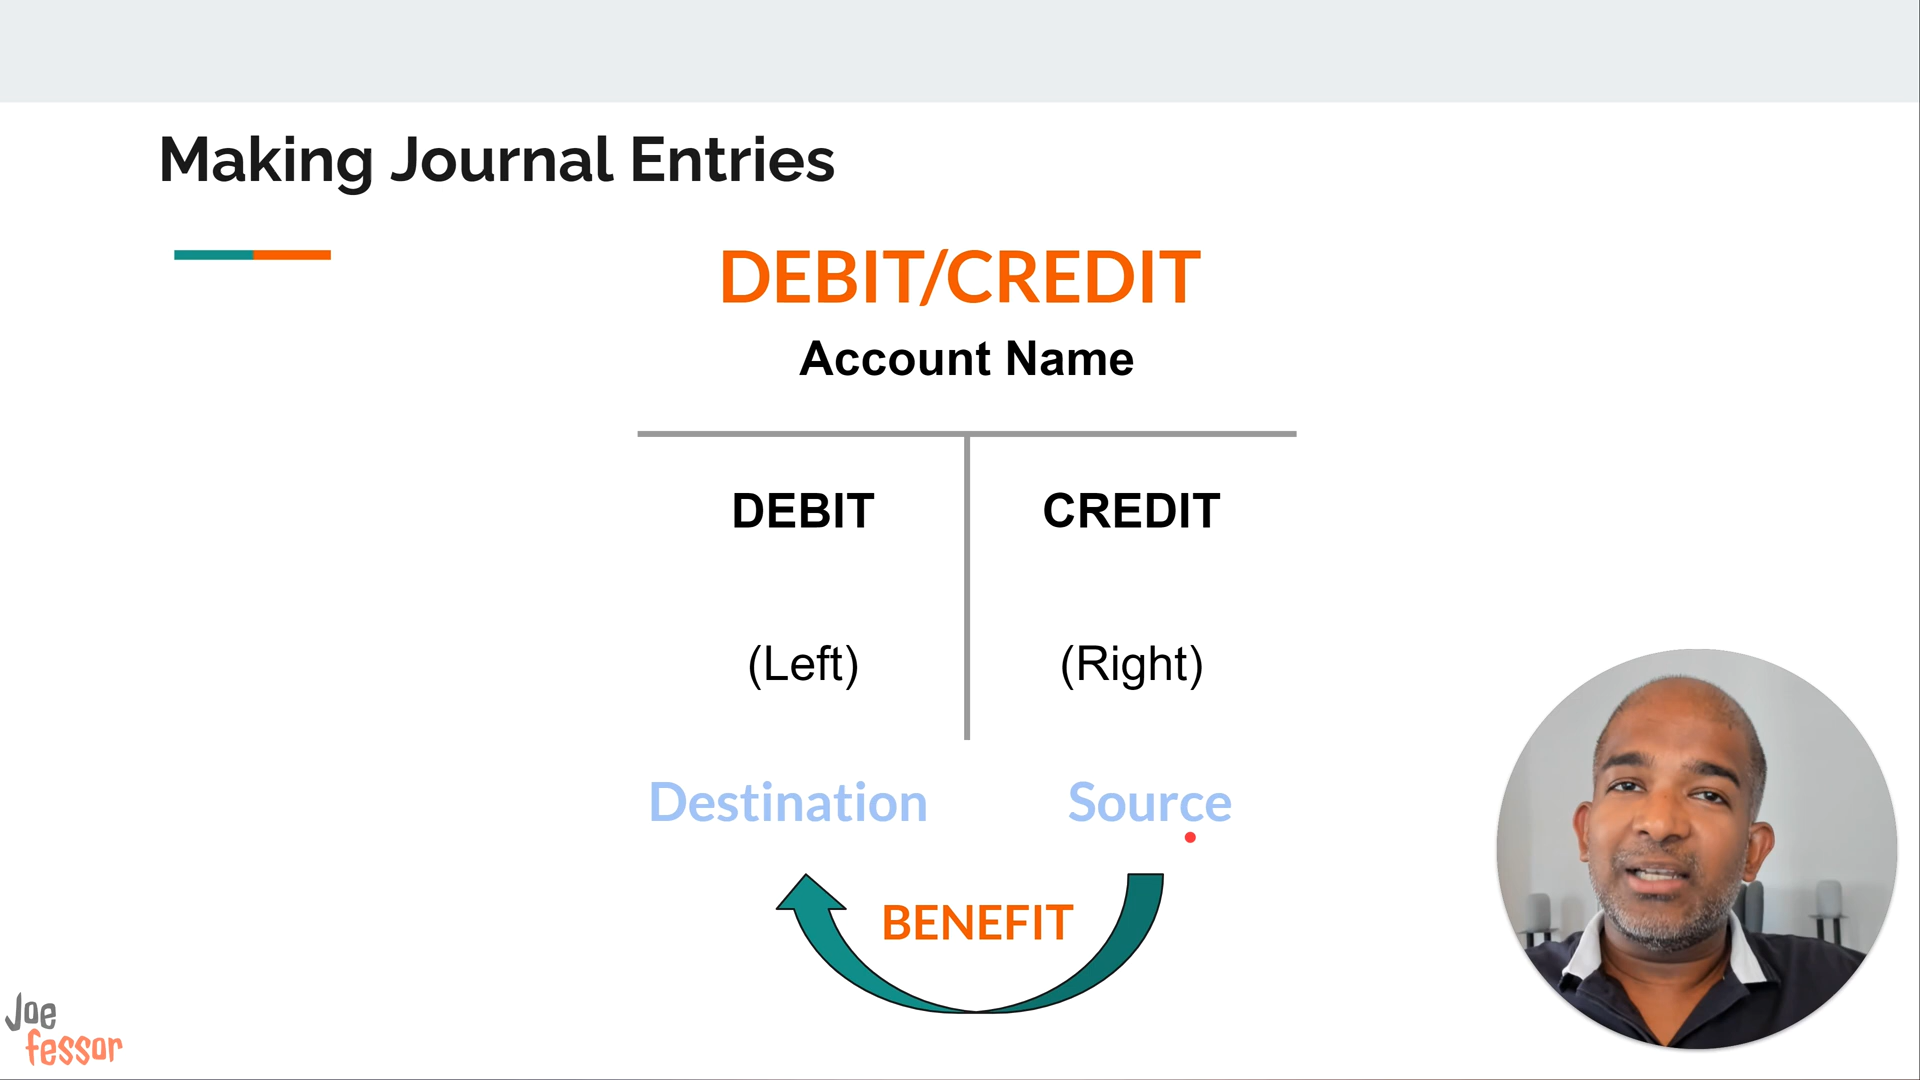 Making Journal Entries
DEBIT/CREDIT
Account Name
DEBIT CREDIT
(Left) (Right)
Destination Source
BENEFIT
Joe
fessor